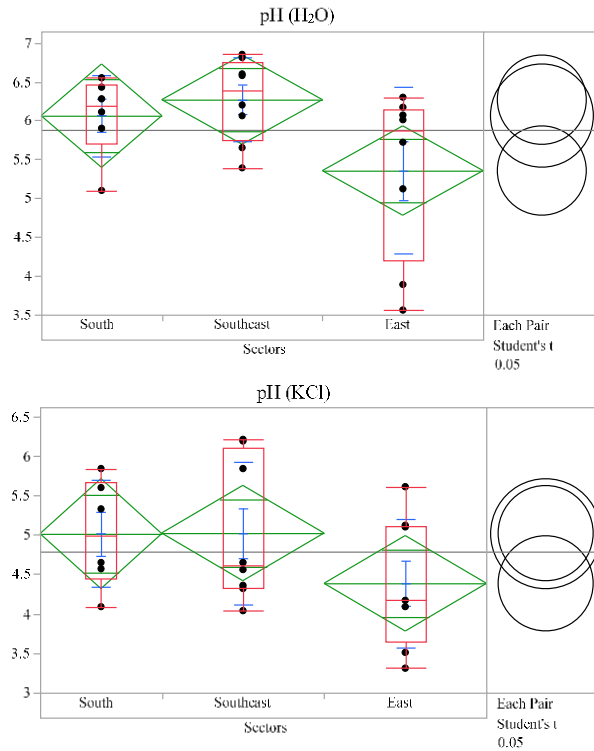 pH (H₂O)
7
6.5
6
5.5
5
4.5
4
3.5
South Southeast East
Sectors
Each Pair
Student's t
0.05
pH (KCl)
6.5
6
5.5
5
4.5
4
3.5
3
South Southeast East
Sectors
Each Pair
Student's t
0.05